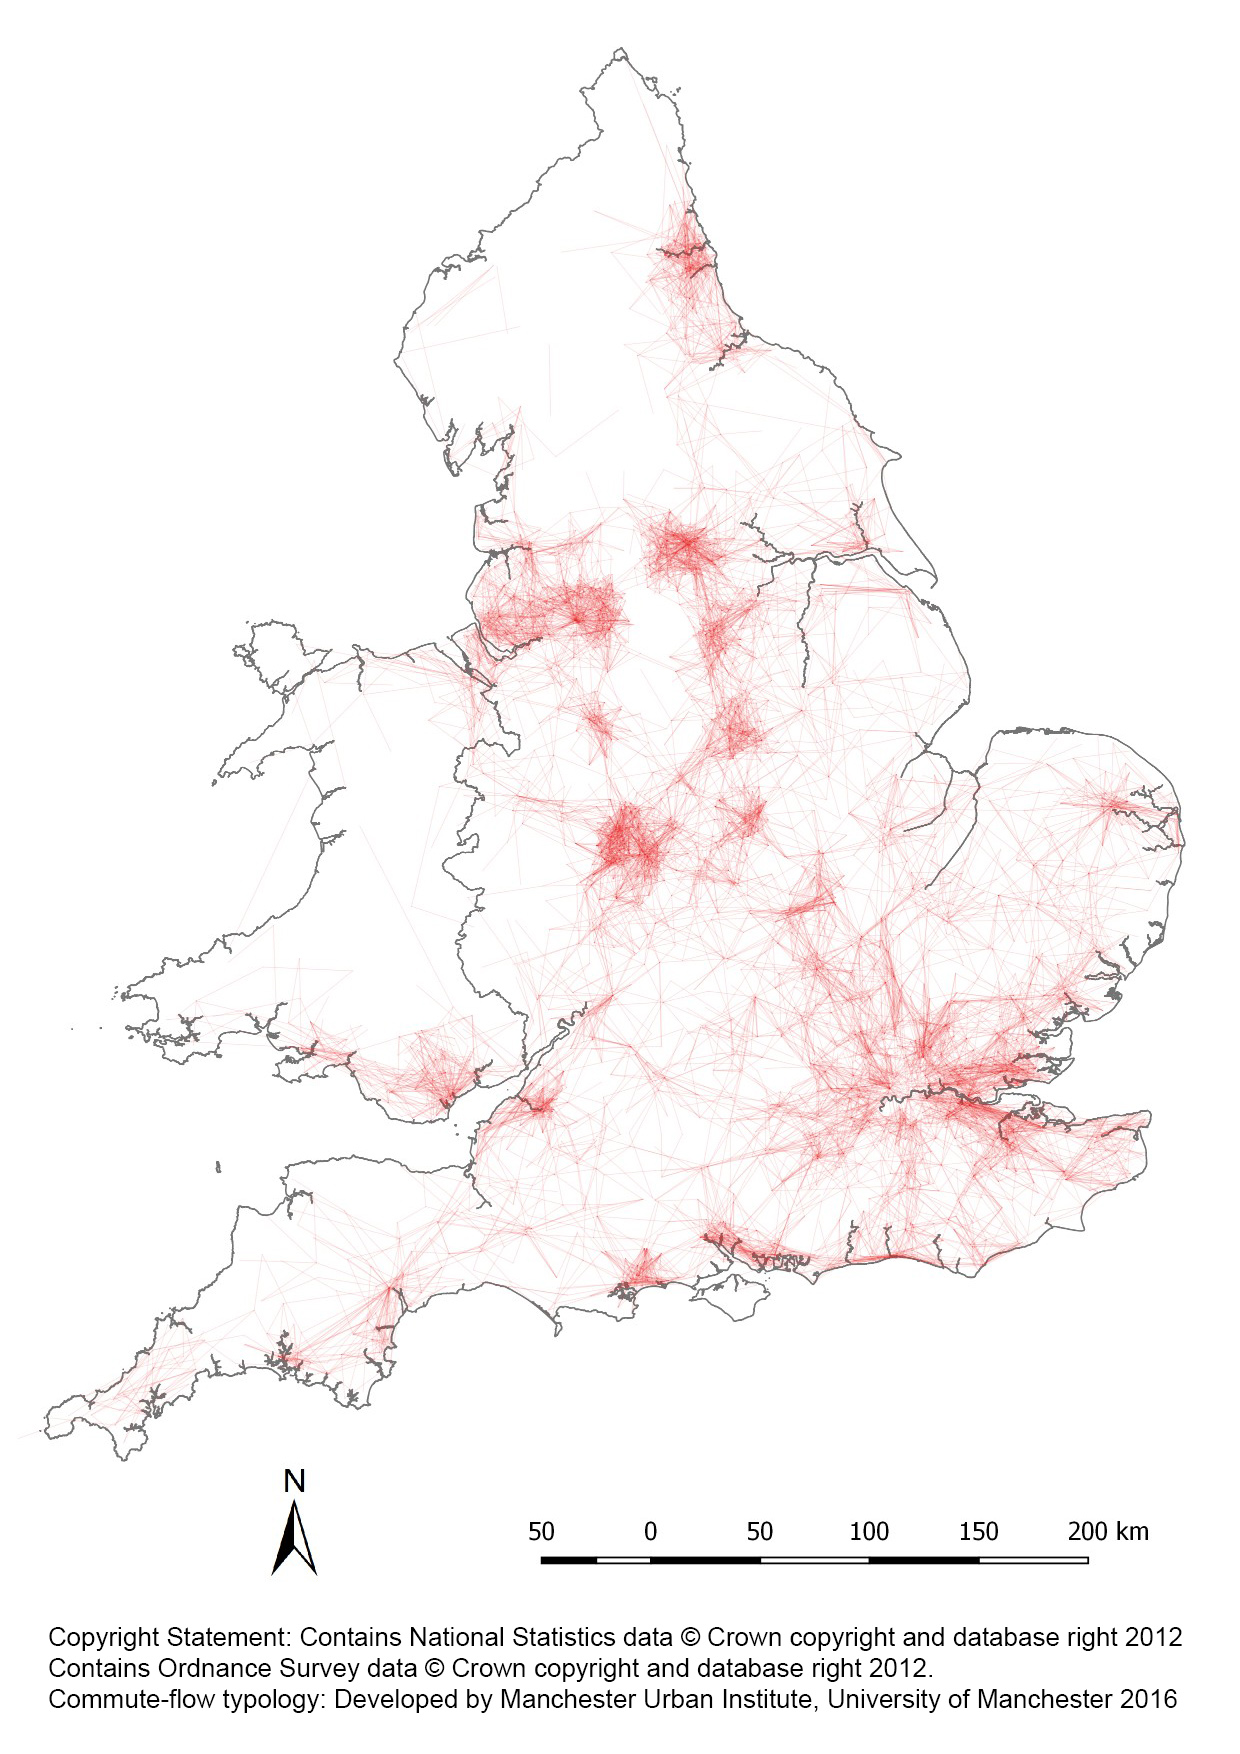 N
50 0 50 100 150 200 km
Copyright Statement: Contains National Statistics data © Crown copyright and database right 2012
Contains Ordnance Survey data © Crown copyright and database right 2012.
Commute-flow typology: Developed by Manchester Urban Institute, University of Manchester 2016